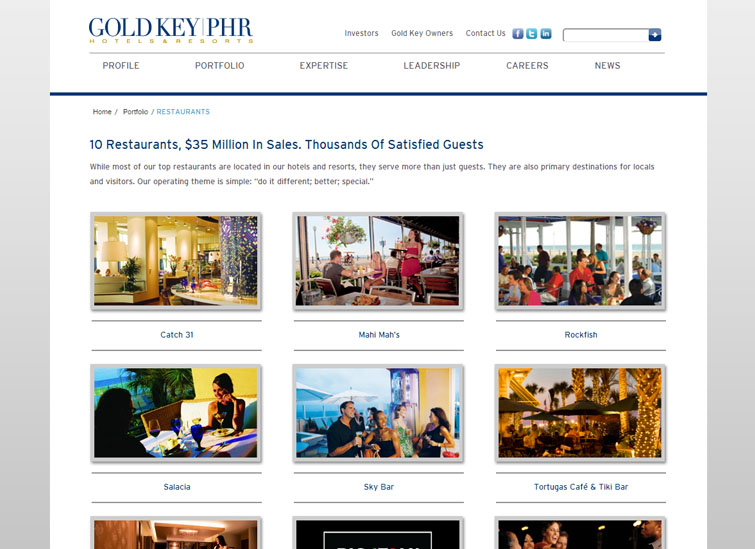 GOLD KEY|PHR
HOTELS & RESORTS
Investors Gold Key Owners Contact Us
PROFILE PORTFOLIO EXPERTISE LEADERSHIP CAREERS NEWS
Home / Portfolio / RESTAURANTS
10 Restaurants, $35 Million In Sales. Thousands Of Satisfied Guests
While most of our top restaurants are located in our hotels and resorts, they serve more than just guests. They are also primary destinations for locals
and visitors. Our operating theme is simple: “do it different; better; special.”
Catch 31 Mahi Mah's Rockfish
Salacia Sky Bar Tortugas Café & Tiki Bar